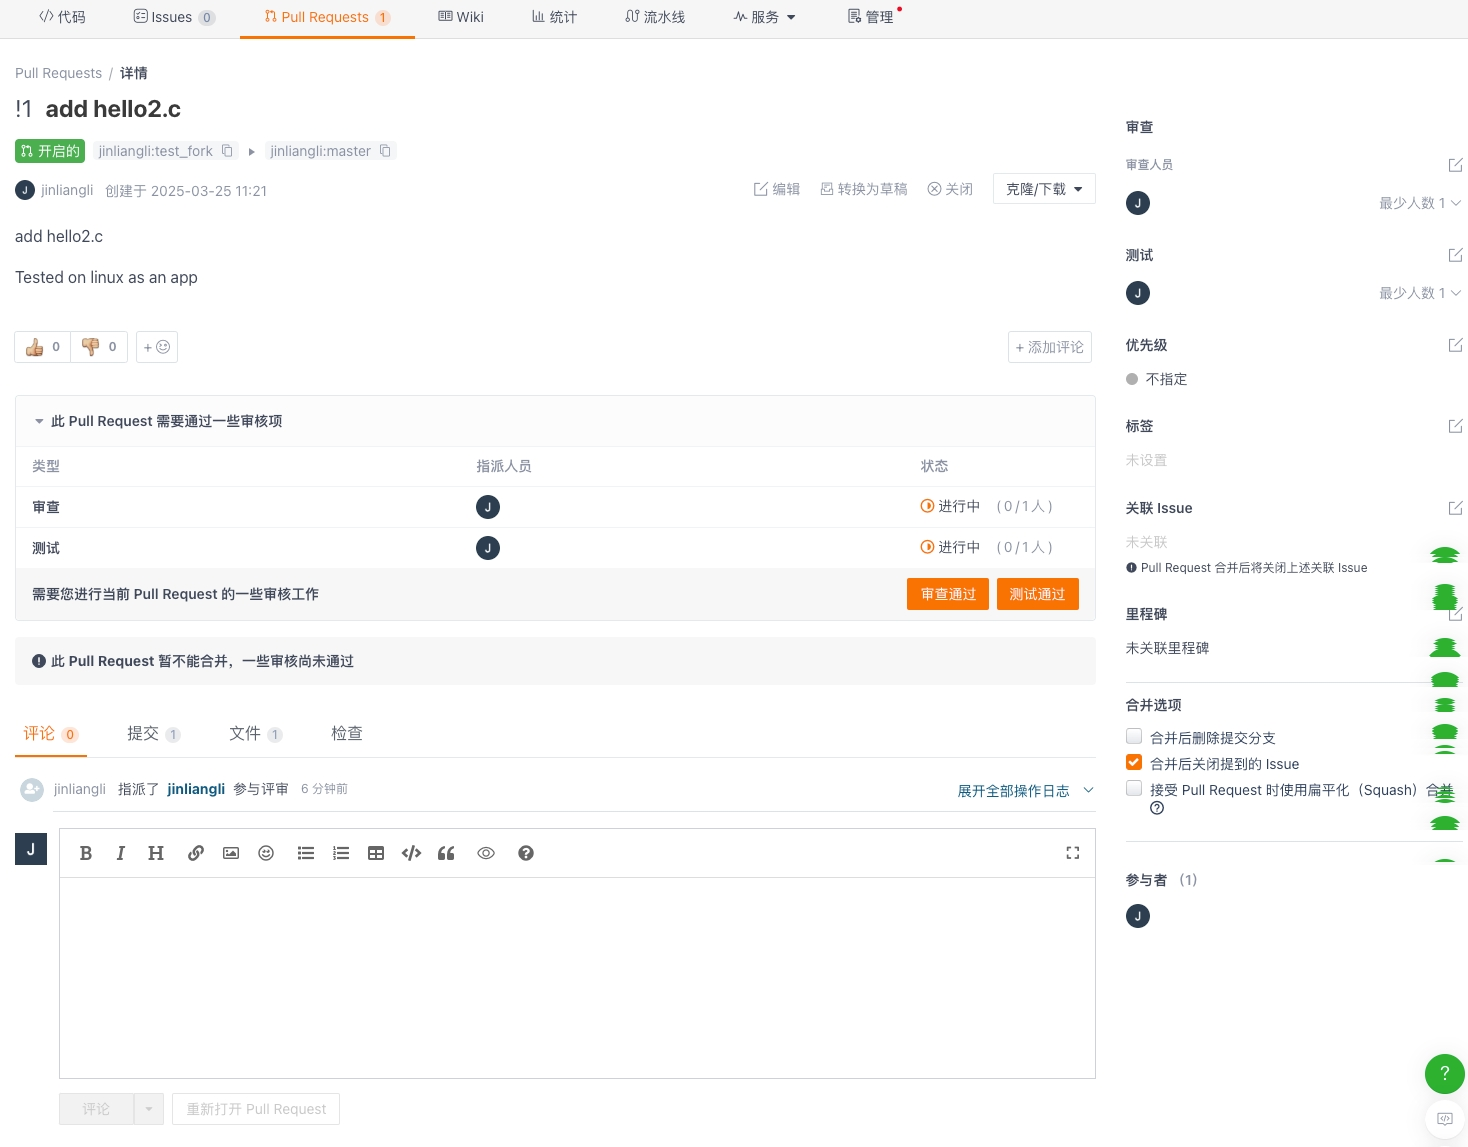 代码 Issues 0 Pull Requests 1 Wiki 统计 流水线 服务 管理
Pull Requests / 详情
!1 add hello2.c
开启的 jinliangli:test_fork jinliangli:master
J jinliangli 创建于 2025-03-25 11:21
编辑 转换为草稿 关闭 克隆/下载
add hello2.c
Tested on linux as an app
0 0 +
+ 添加评论
此 Pull Request 需要通过一些审核项
类型 指派人员 状态
审查 J 进行中 (0/1人)
测试 J 进行中 (0/1人)
需要您进行当前 Pull Request 的一些审核工作 审查通过 测试通过
此 Pull Request 暂不能合并，一些审核尚未通过
评论 0 提交 1 文件 1 检查
jinliangli 指派了 jinliangli 参与评审 6 分钟前 展开全部操作日志
J
B I H
评论 重新打开 Pull Request
审查
审查人员
J 最少人数 1
测试
J 最少人数 1
优先级
不指定
标签
未设置
关联 Issue
未关联
Pull Request 合并后将关闭上述关联 Issue
里程碑
未关联里程碑
合并选项
合并后删除提交分支
合并后关闭提到的 Issue
接受 Pull Request 时使用扁平化（Squash）合并
参与者 (1)
J
?